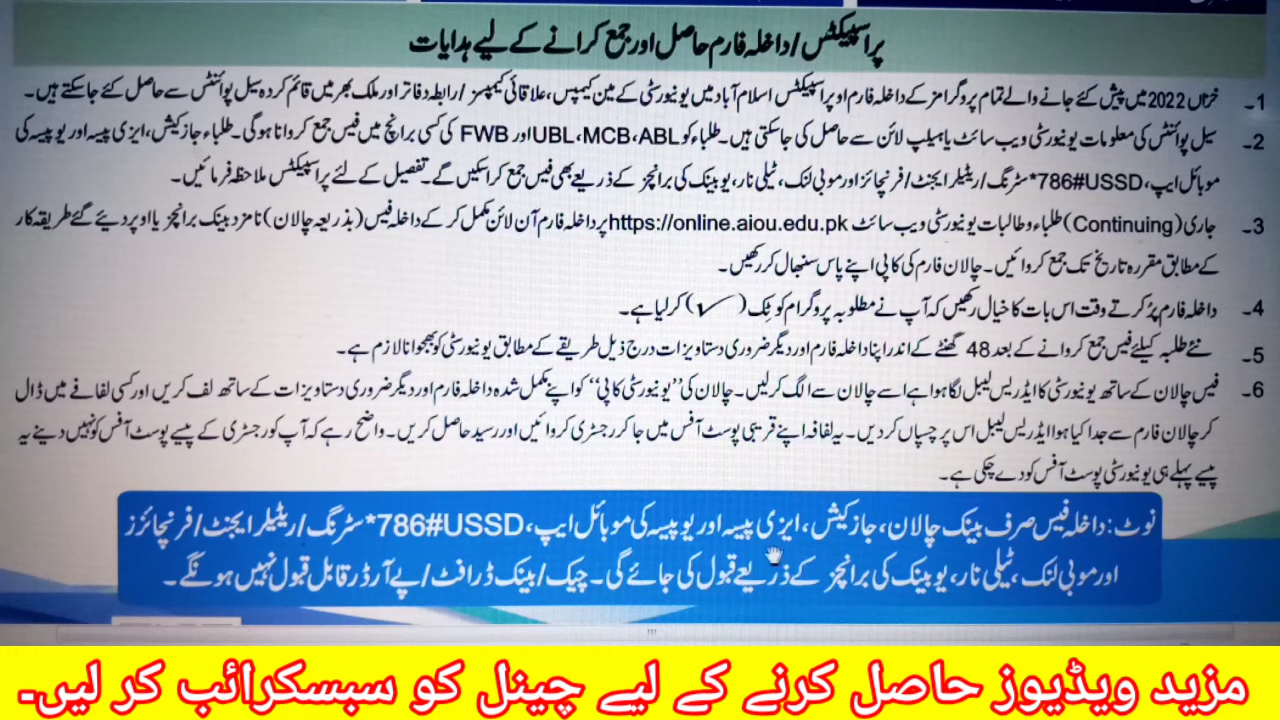 پراسپیکٹس/داخلہ فارم حاصل اور جمع کرانے کے لیے ہدایات
1۔ خزاں 2022 میں پیش کئے جانے والے تمام پروگرامز کے داخلہ فارم او پراسپیکٹس اسلام آباد میں یونیورسٹی کے مین کیمپس، علاقائی کیمپسز/رابطہ دفاتر اور ملک بھر میں قائم کردہ سیل پوائنٹس سے حاصل کئے جاسکتے ہیں۔
2۔ سیل پوائنٹس کی معلومات یونیورسٹی ویب سائٹ یا ہیلپ لائن سے حاصل کی جاسکتی ہیں۔ طلباء کو UBL،MCB،ABL اور FWB کی کسی برانچ میں فیس جمع کروانا ہوگی۔ طلباء جاز کیش، ایزی پیسہ اور یو پیسہ کی
موبائل ایپ، USSD#786* سٹرنگ/ریٹیلر ایجنٹ/فرنچائز اور موبی لنک، ٹیلی نار، یو بینک کی برانچز کے ذریعے بھی فیس جمع کراسکیں گے۔ تفصیل کے لئے پراسپیکٹس ملاحظہ فرمائیں۔
3۔ جاری (Continuing) طلباء و طالبات یونیورسٹی ویب سائٹ https://online.aiou.edu.pk پر داخلہ فارم آن لائن مکمل کر کے داخلہ فیس (بذریعہ چالان) نامزد بینک برانچز یا اوپر دیئے گئے طریقہ کار
کے مطابق مقررہ تاریخ تک جمع کروائیں۔ چالان فارم کی کاپی اپنے پاس سنبھال کر رکھیں۔
4۔ داخلہ فارم پُر کرتے وقت اس بات کا خیال رکھیں کہ آپ نے مطلوبہ پروگرام کو ٹِک (✓) کرلیا ہے۔
5۔ نئے طلبہ کیلئے فیس جمع کروانے کے بعد 48 گھنٹے کے اندر اپنا داخلہ فارم اور دیگر ضروری دستاویزات درج ذیل طریقے کے مطابق یونیورسٹی کو بھجوانا لازم ہے۔
6۔ فیس چالان کے ساتھ یونیورسٹی کا ایڈریس لیبل لگا ہوا ہے اسے چالان سے الگ کرلیں۔ چالان کی ”یونیورسٹی کاپی“ کو اپنے مکمل شدہ داخلہ فارم اور دیگر ضروری دستاویزات کے ساتھ لف کریں اور کسی لفافے میں ڈال
کر چالان فارم سے جدا کیا ہوا ایڈریس لیبل اس پر چسپاں کردیں۔ یہ لفافہ اپنے قریبی پوسٹ آفس میں جا کر رجسٹری کروائیں اور رسید حاصل کریں۔ واضح رہے کہ آپ کو رجسٹری کے پیسے پوسٹ آفس کو نہیں دینے یہ
پیسے پہلے ہی یونیورسٹی پوسٹ آفس کو دے چکی ہے۔
نوٹ: داخلہ فیس صرف بینک چالان، جاز کیش، ایزی پیسہ اور یو پیسہ کی موبائل ایپ، USSD#786* سٹرنگ/ریٹیلر ایجنٹ/فرنچائزز
اور موبی لنک، ٹیلی نار، یو بینک کی برانچز کے ذریعے قبول کی جائے گی۔ چیک/بینک ڈرافٹ/پے آرڈر قابل قبول نہیں ہونگے۔
مزید ویڈیوز حاصل کرنے کے لیے چینل کو سبسکرائب کر لیں۔